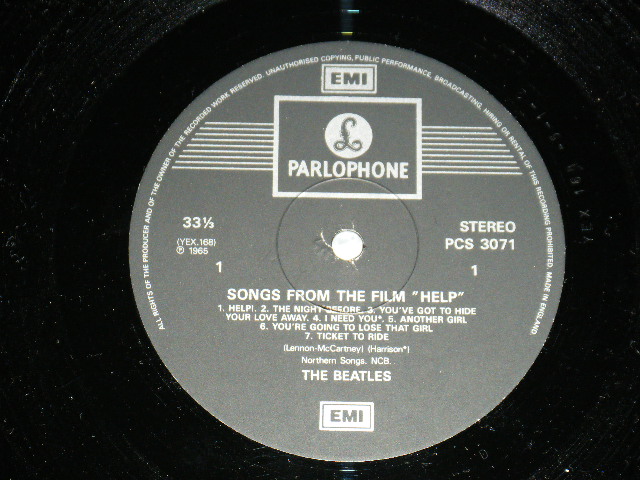 ALL RIGHTS OF THE PRODUCER AND OF THE OWNER OF THE RECORDED WORK RESERVED. UNAUTHORISED COPYING, PUBLIC PERFORMANCE, BROADCASTING, HIRING OR RENTAL OF THIS RECORDING PROHIBITED. MADE IN ENGLAND
EMI
£
PARLOPHONE
33⅓
STEREO
(YEX.168)
PCS 3071
℗ 1965
1
1
SONGS FROM THE FILM "HELP"
1. HELP!. 2. THE NIGHT BEFORE. 3. YOU'VE GOT TO HIDE
YOUR LOVE AWAY. 4. I NEED YOU*. 5. ANOTHER GIRL
6. YOU'RE GOING TO LOSE THAT GIRL
7. TICKET TO RIDE
(Lennon-McCartney) (Harrison*)
Northern Songs. NCB.
THE BEATLES
EMI